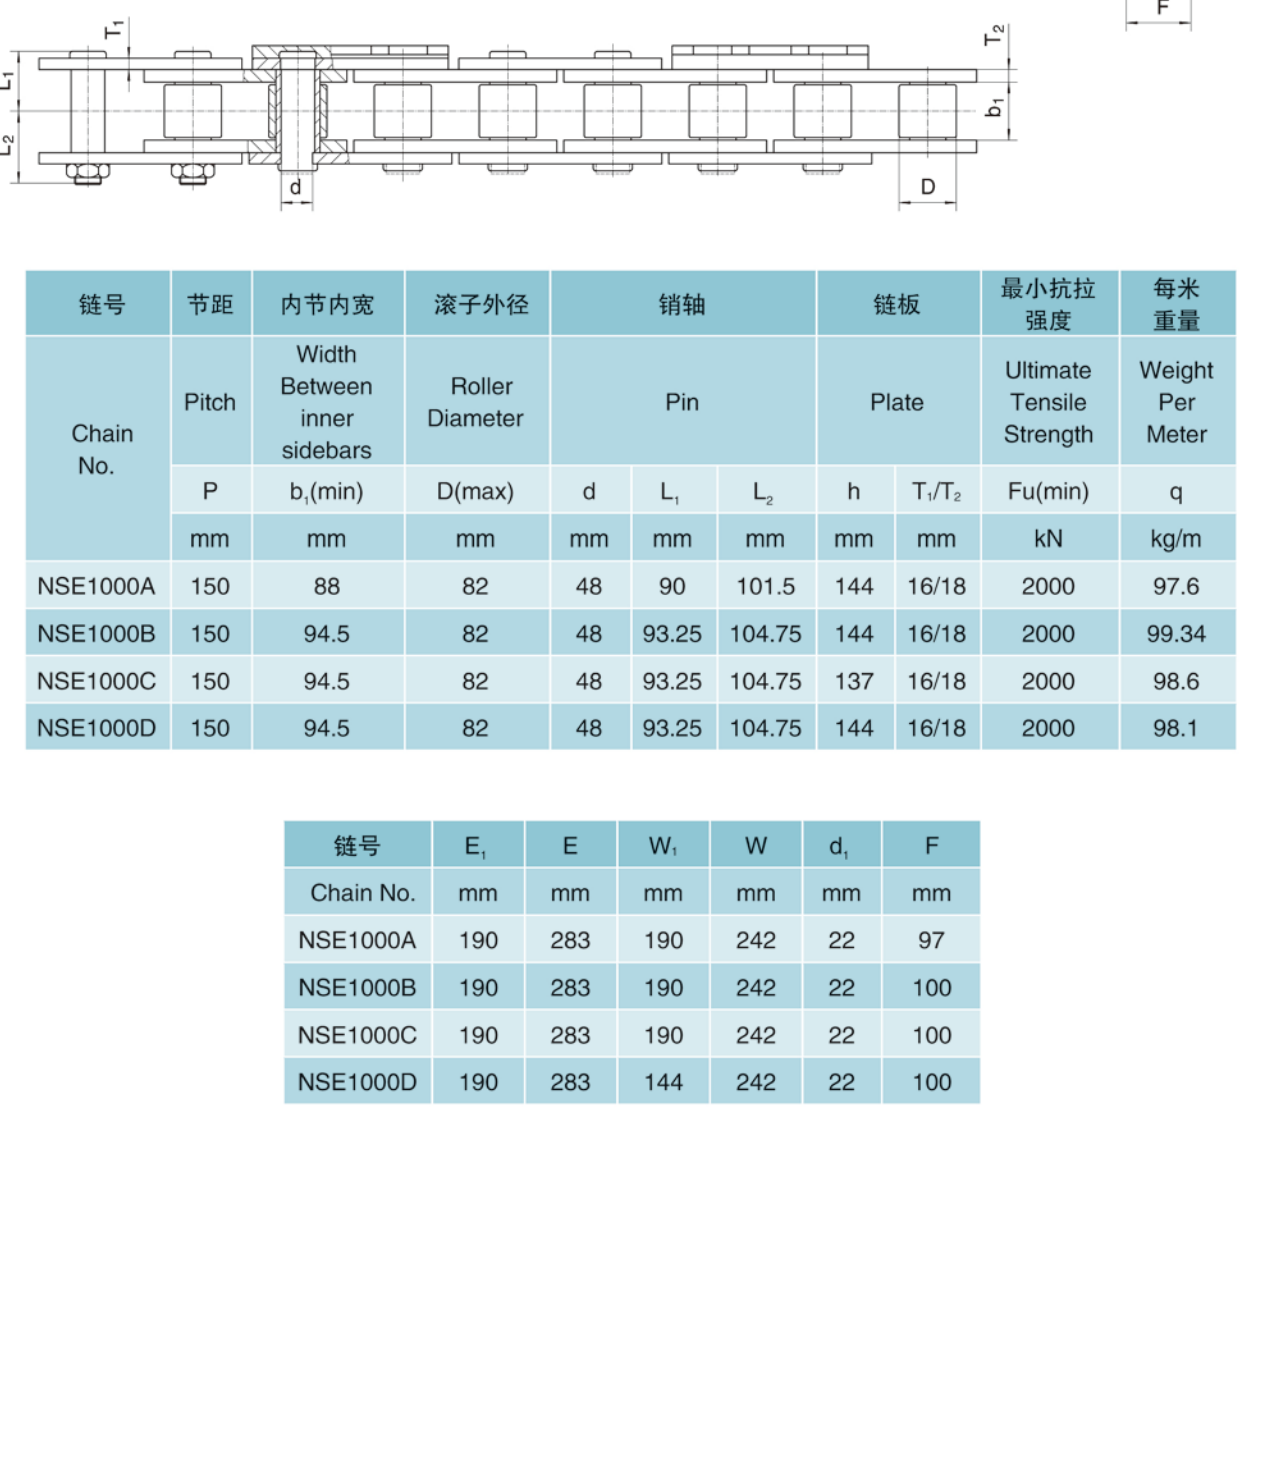 F
T1
T2
L1
b1
L2
d
D
链号 节距 内节内宽 滚子外径 销轴 链板 最小抗拉强度 每米重量
Chain No. Pitch Width Between inner sidebars Roller Diameter Pin Plate Ultimate Tensile Strength Weight Per Meter
P b1(min) D(max) d L1 L2 h T1/T2 Fu(min) q
mm mm mm mm mm mm mm mm kN kg/m
NSE1000A 150 88 82 48 90 101.5 144 16/18 2000 97.6
NSE1000B 150 94.5 82 48 93.25 104.75 144 16/18 2000 99.34
NSE1000C 150 94.5 82 48 93.25 104.75 137 16/18 2000 98.6
NSE1000D 150 94.5 82 48 93.25 104.75 144 16/18 2000 98.1
链号 E1 E W1 W d1 F
Chain No. mm mm mm mm mm mm
NSE1000A 190 283 190 242 22 97
NSE1000B 190 283 190 242 22 100
NSE1000C 190 283 190 242 22 100
NSE1000D 190 283 144 242 22 100